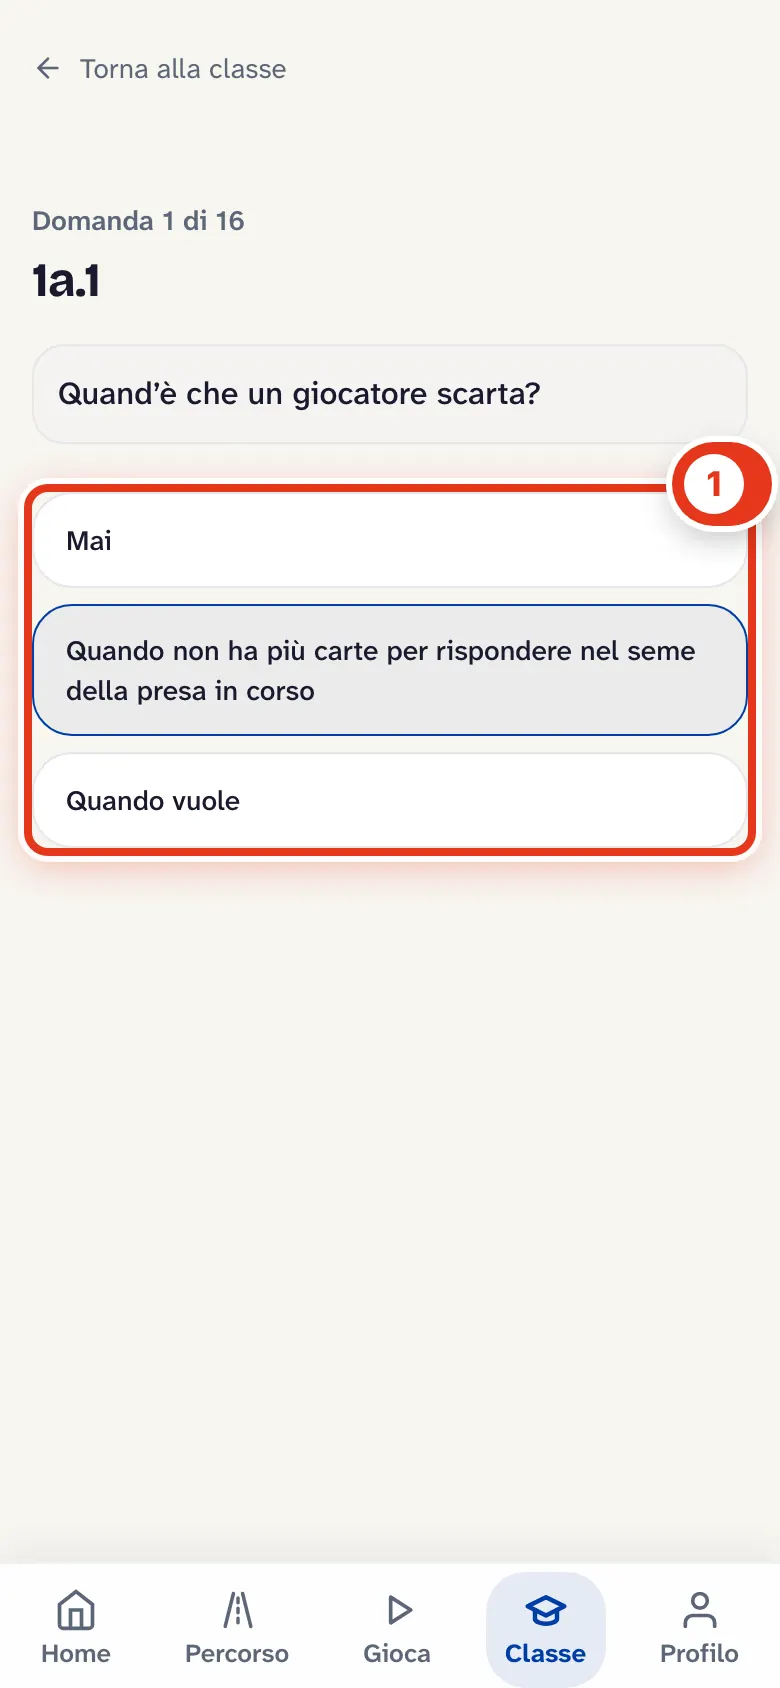 Torna alla classe
Domanda 1 di 16
1a.1
Quand’è che un giocatore scarta?
1
Mai
Quando non ha più carte per rispondere nel seme
della presa in corso
Quando vuole
Home
Percorso
Gioca
Classe
Profilo